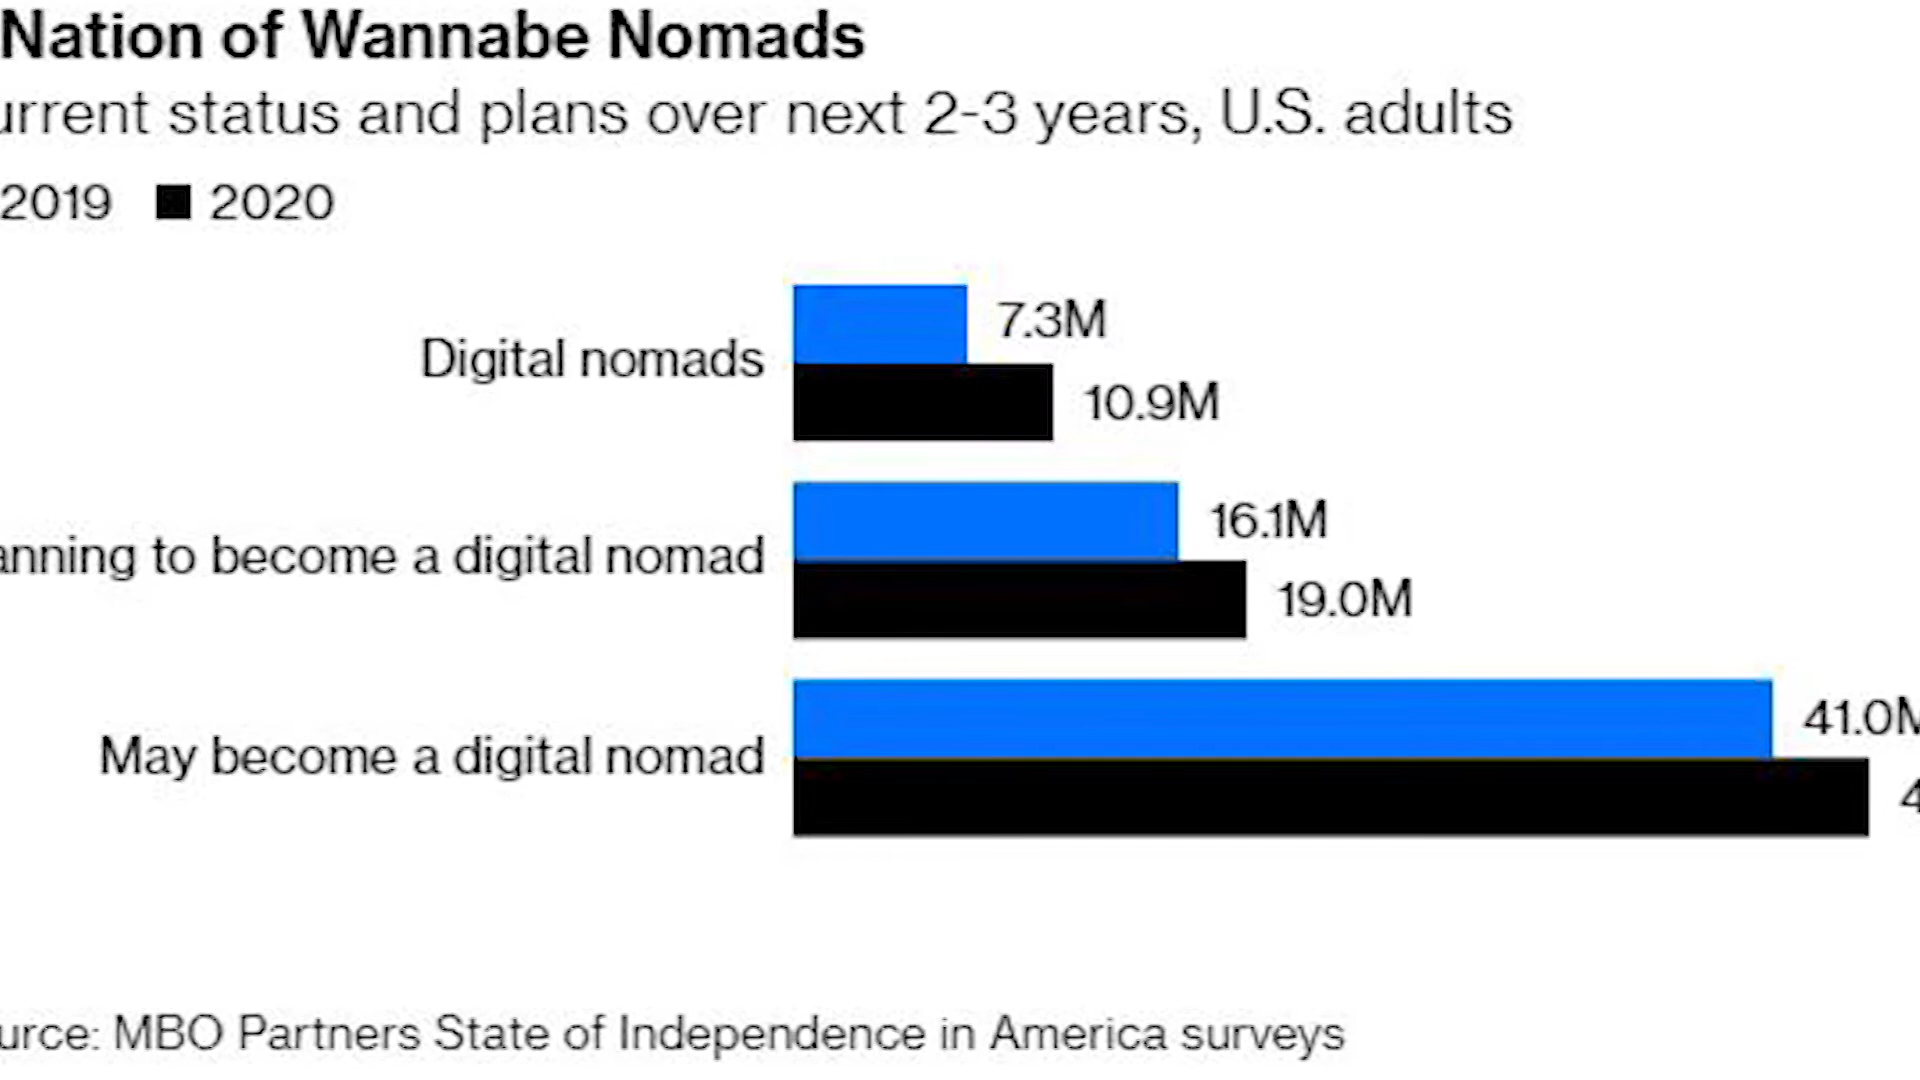 Nation of Wannabe Nomads
urrent status and plans over next 2-3 years, U.S. adults
2019 2020
Digital nomads
7.3M
10.9M
anning to become a digital nomad
16.1M
19.0M
May become a digital nomad
41.0M
4
urce: MBO Partners State of Independence in America surveys